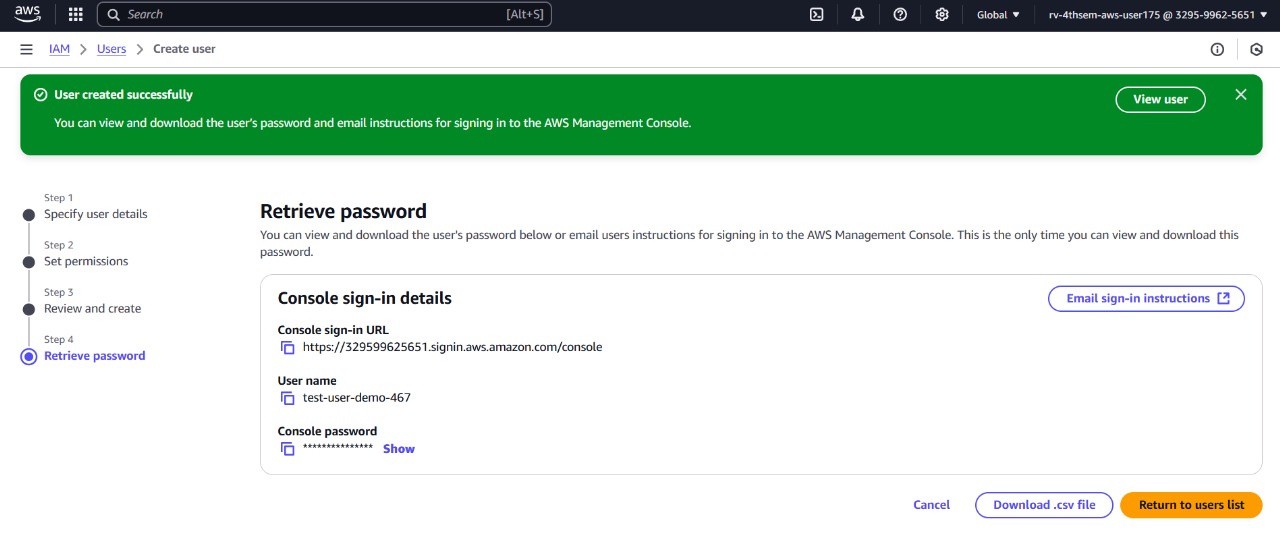 aws
Search [Alt+S]
Global ▼
rv-4thsem-aws-user175 @ 3295-9962-5651 ▼
IAM > Users > Create user
User created successfully
You can view and download the user's password and email instructions for signing in to the AWS Management Console.
View user
Step 1
Specify user details
Step 2
Set permissions
Step 3
Review and create
Step 4
Retrieve password
Retrieve password
You can view and download the user's password below or email users instructions for signing in to the AWS Management Console. This is the only time you can view and download this
password.
Console sign-in details
Email sign-in instructions
Console sign-in URL
https://329599625651.signin.aws.amazon.com/console
User name
test-user-demo-467
Console password
*************** Show
Cancel
Download .csv file
Return to users list